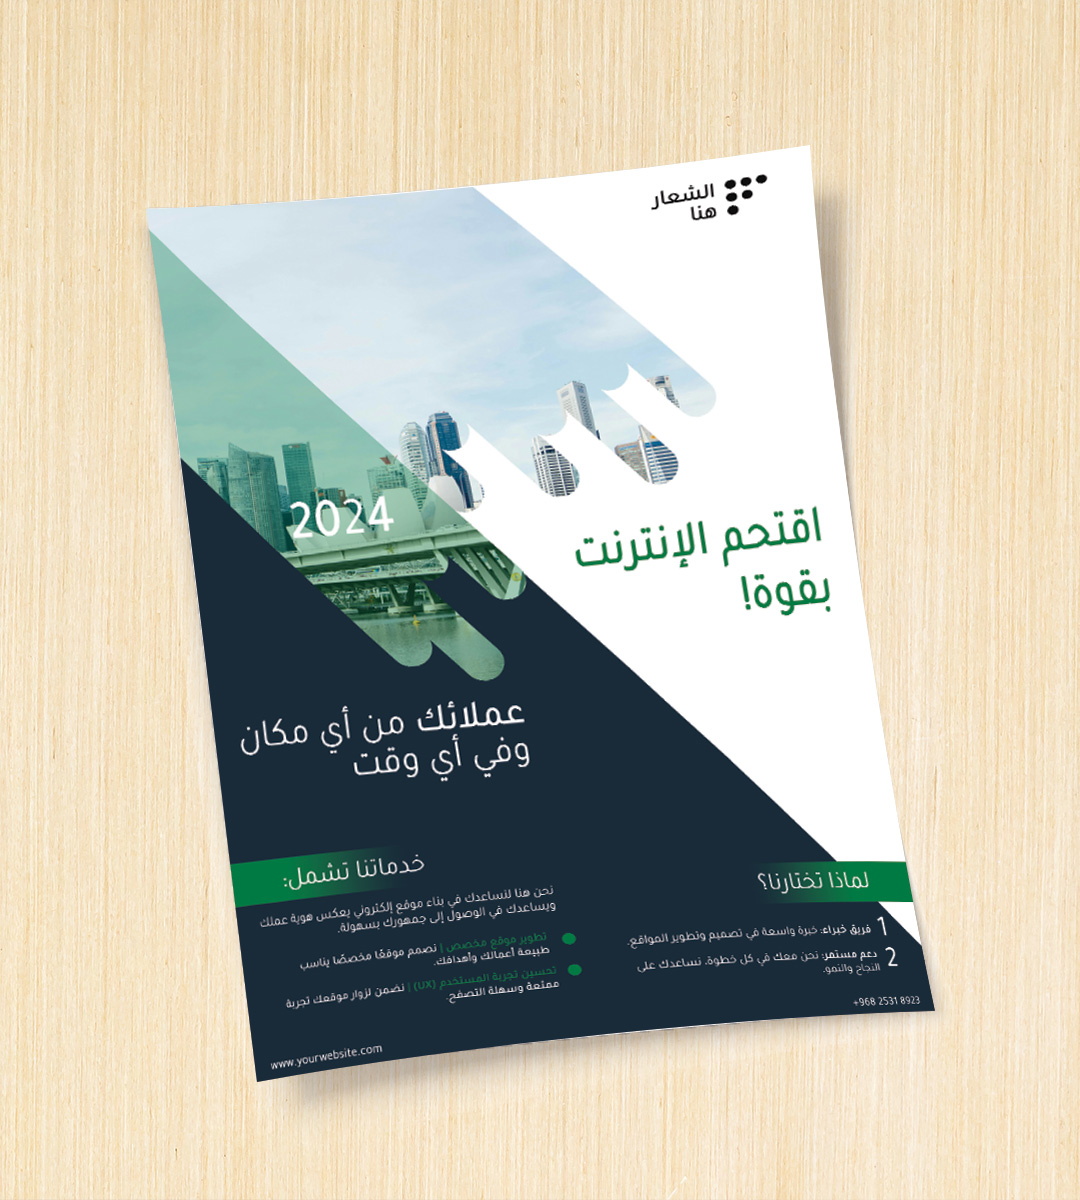 الشعار
هنا
2024
اقتحم الإنترنت
بقوة!
عملائك من أي مكان
وفي أي وقت
لماذا تختارنا؟
1 فريق خبراء: خبرة واسعة في تصميم وتطوير المواقع.
2 دعم مستمر: نحن معك في كل خطوة، نساعدك على
النجاح والنمو.
+968 2531 8923
خدماتنا تشمل:
نحن هنا لنساعدك في بناء موقع إلكتروني يعكس هوية عملك
ويساعدك في الوصول إلى جمهورك بسهولة.
تطوير موقع مخصص | نصمم موقعًا مخصصًا يناسب
طبيعة أعمالك وأهدافك.
تحسين تجربة المستخدم (UX) | نضمن لزوار موقعك تجربة
ممتعة وسهلة التصفح.
www.yourwebsite.com